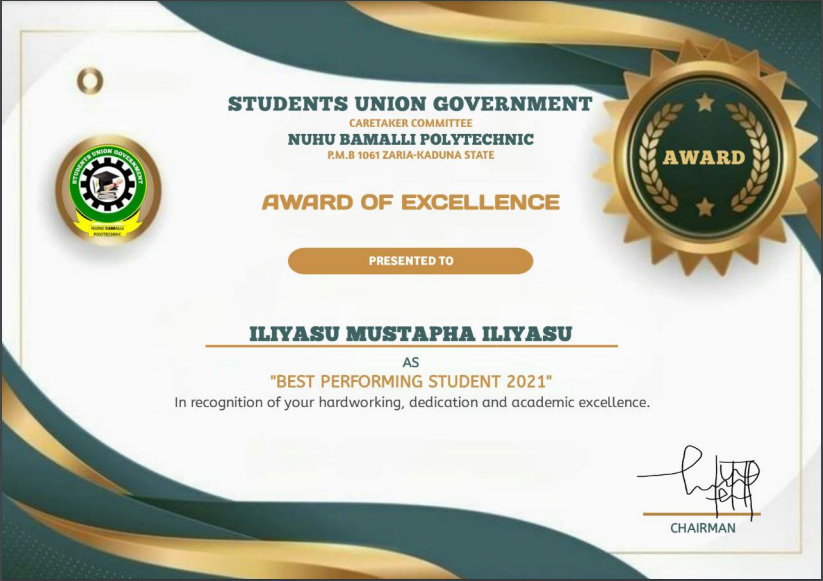 STUDENTS UNION GOVERNMENT
CARETAKER COMMITTEE
NUHU BAMALLI POLYTECHNIC
P.M.B 1061 ZARIA-KADUNA STATE
STUDENTS UNION GOVERNMENT
NUHU BAMALLI
POLYTECHNIC
AWARD
AWARD OF EXCELLENCE
PRESENTED TO
ILIYASU MUSTAPHA ILIYASU
AS
"BEST PERFORMING STUDENT 2021"
In recognition of your hardworking, dedication and academic excellence.
CHAIRMAN